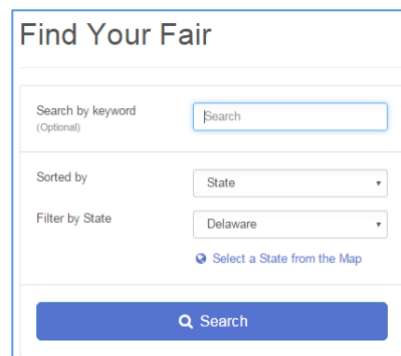 Find Your Fair
Search by keyword
(Optional)
Search
Sorted by
State
Filter by State
Delaware
Select a State from the Map
Search